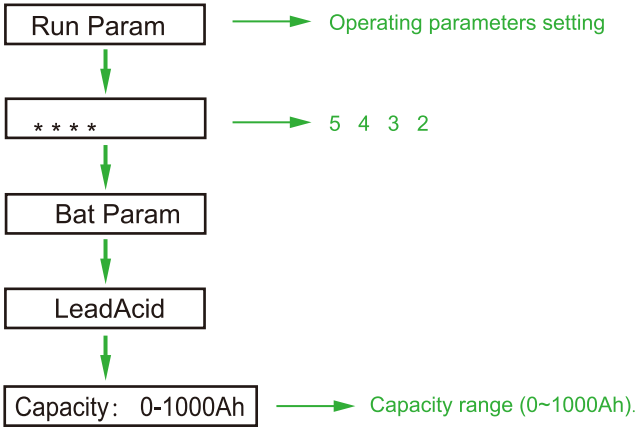 Run Param
Operating parameters setting
* * * *
5 4 3 2
Bat Param
LeadAcid
Capacity: 0-1000Ah
Capacity range (0~1000Ah).